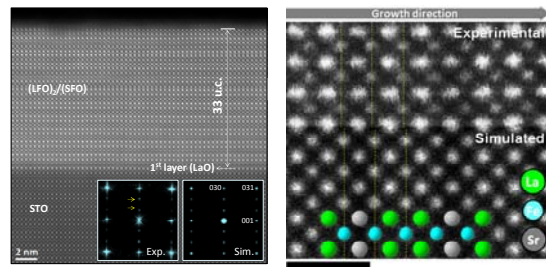 (LFO)₂/(SFO)
33 u.c.
1st layer (LaO)
STO
2 nm
Exp.
030
031
001
Sim.
Growth direction
Experimental
Simulated
La
Fe
Sr